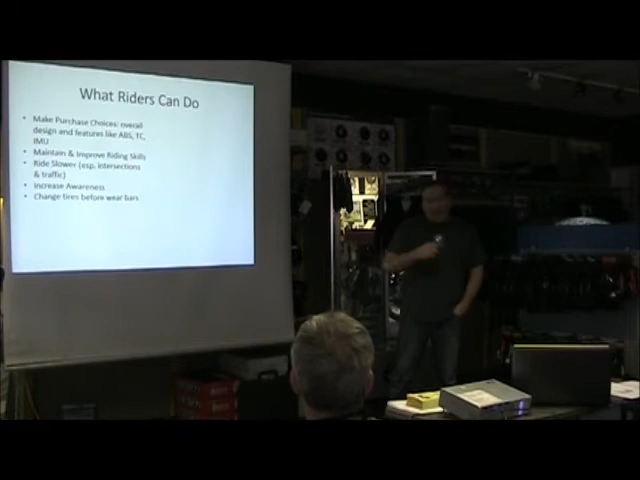 What Riders Can Do
• Make Purchase Choices: overall
design and features like ABS, TC,
IMU
• Maintain & Improve Riding Skills
• Ride Slower (esp. intersections
& traffic)
• Increase Awareness
• Change tires before wear bars